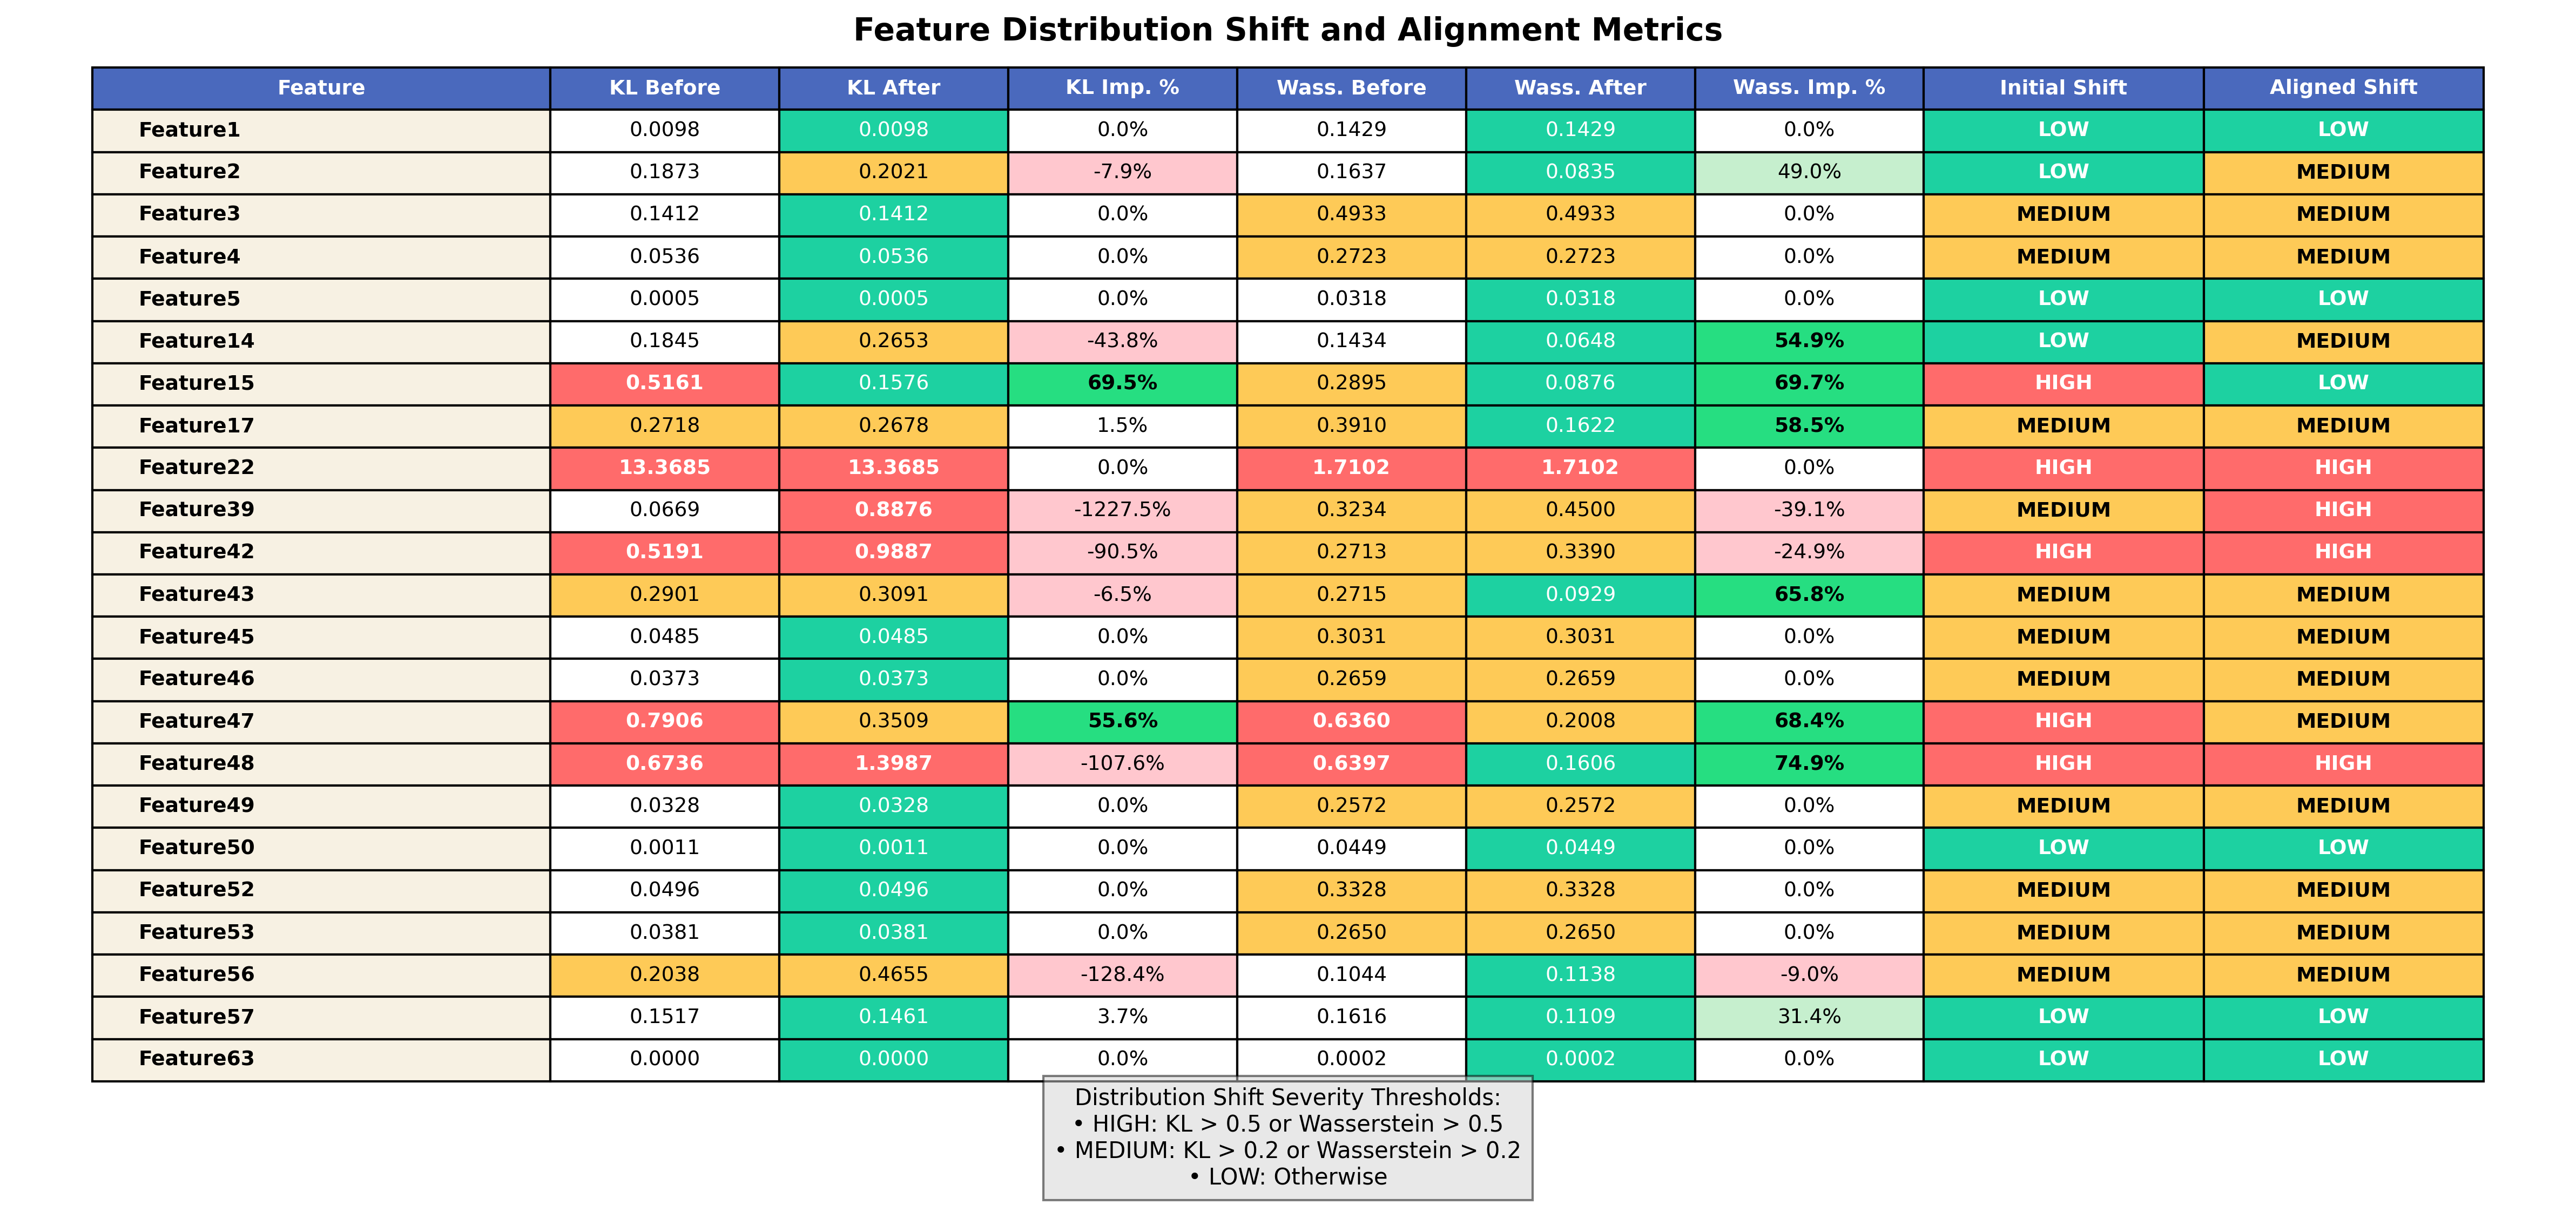 Feature Distribution Shift and Alignment Metrics
Feature KL Before KL After KL Imp. % Wass. Before Wass. After Wass. Imp. % Initial Shift Aligned Shift
Feature1 0.0098 0.0098 0.0% 0.1429 0.1429 0.0% LOW LOW
Feature2 0.1873 0.2021 -7.9% 0.1637 0.0835 49.0% LOW MEDIUM
Feature3 0.1412 0.1412 0.0% 0.4933 0.4933 0.0% MEDIUM MEDIUM
Feature4 0.0536 0.0536 0.0% 0.2723 0.2723 0.0% MEDIUM MEDIUM
Feature5 0.0005 0.0005 0.0% 0.0318 0.0318 0.0% LOW LOW
Feature14 0.1845 0.2653 -43.8% 0.1434 0.0648 54.9% LOW MEDIUM
Feature15 0.5161 0.1576 69.5% 0.2895 0.0876 69.7% HIGH LOW
Feature17 0.2718 0.2678 1.5% 0.3910 0.1622 58.5% MEDIUM MEDIUM
Feature22 13.3685 13.3685 0.0% 1.7102 1.7102 0.0% HIGH HIGH
Feature39 0.0669 0.8876 -1227.5% 0.3234 0.4500 -39.1% MEDIUM HIGH
Feature42 0.5191 0.9887 -90.5% 0.2713 0.3390 -24.9% HIGH HIGH
Feature43 0.2901 0.3091 -6.5% 0.2715 0.0929 65.8% MEDIUM MEDIUM
Feature45 0.0485 0.0485 0.0% 0.3031 0.3031 0.0% MEDIUM MEDIUM
Feature46 0.0373 0.0373 0.0% 0.2659 0.2659 0.0% MEDIUM MEDIUM
Feature47 0.7906 0.3509 55.6% 0.6360 0.2008 68.4% HIGH MEDIUM
Feature48 0.6736 1.3987 -107.6% 0.6397 0.1606 74.9% HIGH HIGH
Feature49 0.0328 0.0328 0.0% 0.2572 0.2572 0.0% MEDIUM MEDIUM
Feature50 0.0011 0.0011 0.0% 0.0449 0.0449 0.0% LOW LOW
Feature52 0.0496 0.0496 0.0% 0.3328 0.3328 0.0% MEDIUM MEDIUM
Feature53 0.0381 0.0381 0.0% 0.2650 0.2650 0.0% MEDIUM MEDIUM
Feature56 0.2038 0.4655 -128.4% 0.1044 0.1138 -9.0% MEDIUM MEDIUM
Feature57 0.1517 0.1461 3.7% 0.1616 0.1109 31.4% LOW LOW
Feature63 0.0000 0.0000 0.0% 0.0002 0.0002 0.0% LOW LOW
Distribution Shift Severity Thresholds:
• HIGH: KL > 0.5 or Wasserstein > 0.5
• MEDIUM: KL > 0.2 or Wasserstein > 0.2
• LOW: Otherwise